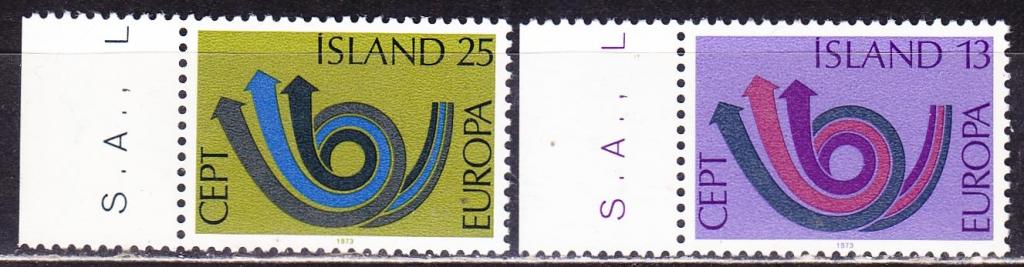 S.A., L
ÍSLAND 25
CEPT
EUROPA
1973
S.A., L
ÍSLAND 13
CEPT
EUROPA
1973